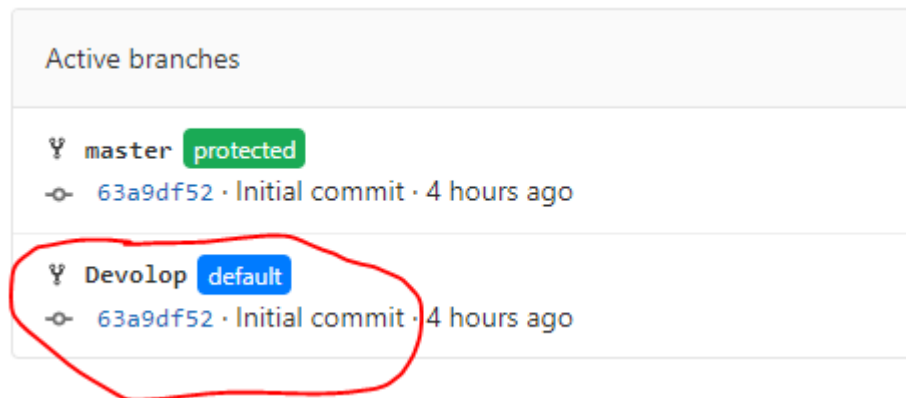 Active branches
master protected
63a9df52 · Initial commit · 4 hours ago
Devolop default
63a9df52 · Initial commit · 4 hours ago